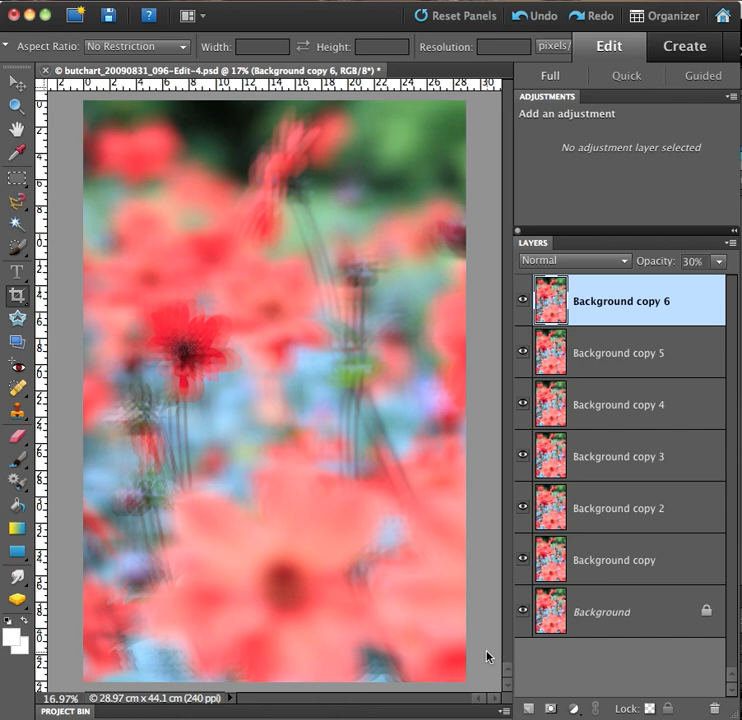 Reset Panels Undo Redo Organizer
Aspect Ratio: No Restriction Width: Height: Resolution: pixels/ Edit Create
© butchart_20090831_096-Edit-4.psd @ 17% (Background copy 6, RGB/8*) *
Full Quick Guided
ADJUSTMENTS
Add an adjustment
No adjustment layer selected
LAYERS
Normal Opacity: 30%
Background copy 6
Background copy 5
Background copy 4
Background copy 3
Background copy 2
Background copy
Background
16.97% © 28.97 cm x 44.1 cm (240 ppi)
Lock:
PROJECT BIN